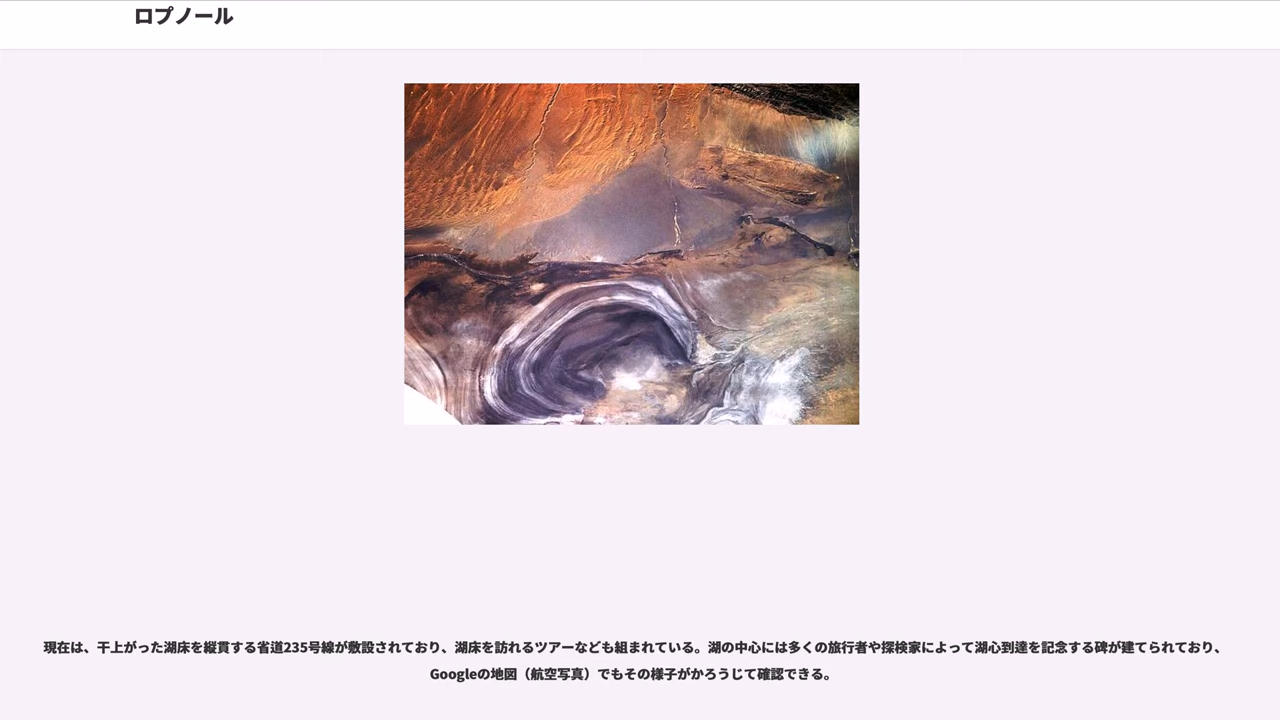 ロプノール
現在は、干上がった湖床を縦貫する省道235号線が敷設されており、湖床を訪れるツアーなども組まれている。湖の中心には多くの旅行者や探検家によって湖心到達を記念する碑が建てられており、
Googleの地図（航空写真）でもその様子がかろうじて確認できる。